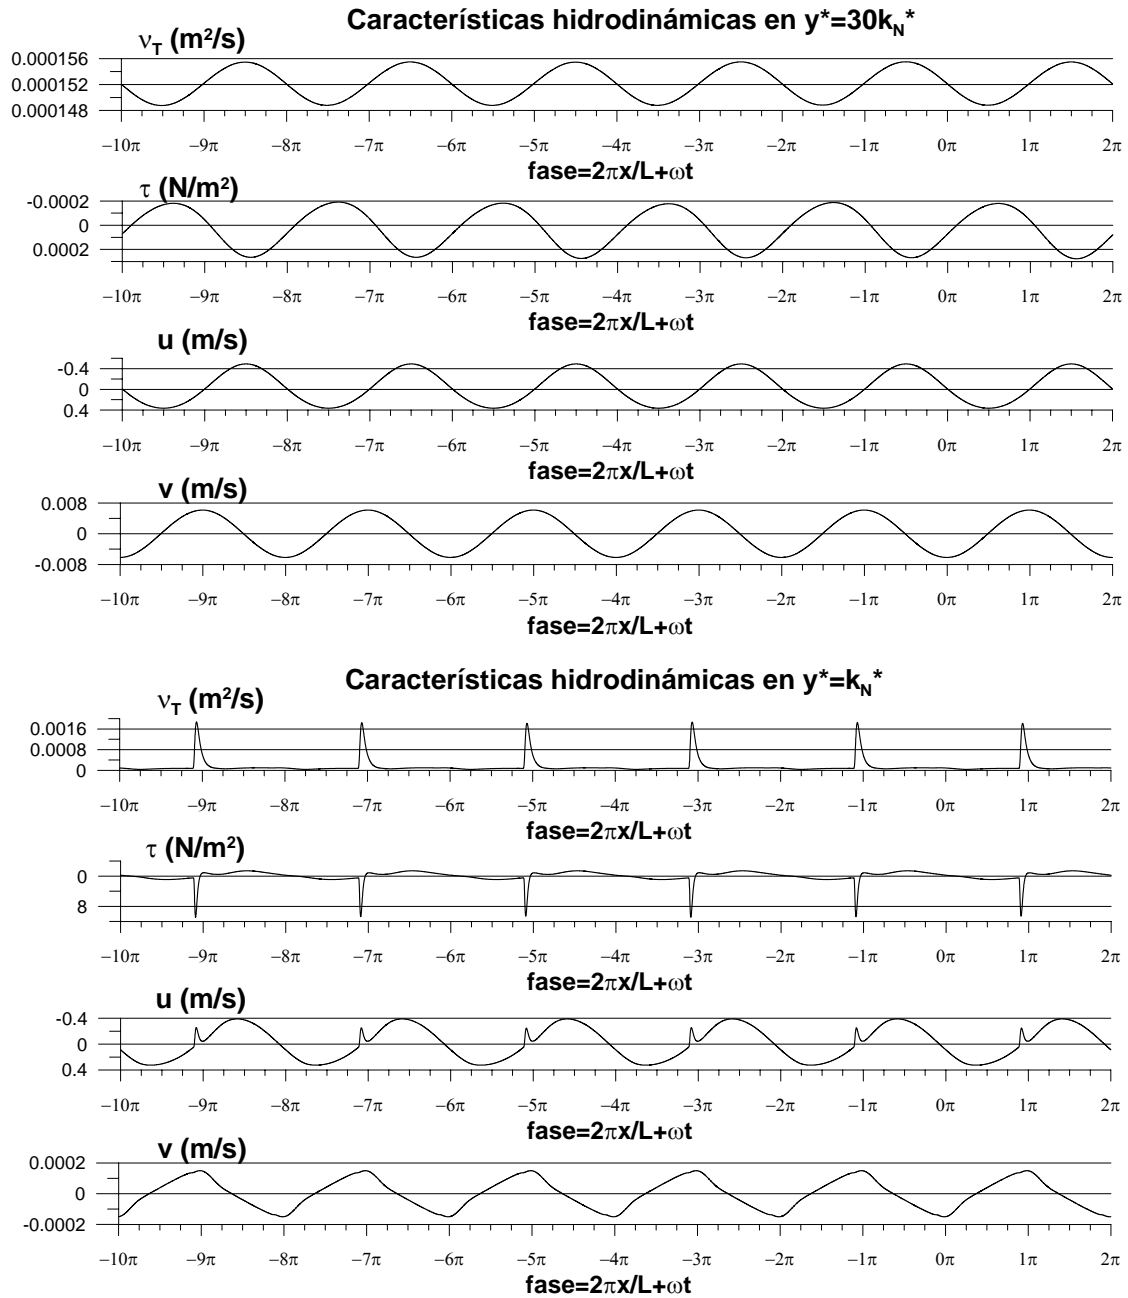 Características hidrodinámicas en y*=30k_N*
ν_T (m²/s)
0.000156
0.000152
0.000148
−10π −9π −8π −7π −6π −5π −4π −3π −2π −1π 0π 1π 2π
fase=2πx/L+ωt
τ (N/m²)
-0.0002
0
0.0002
−10π −9π −8π −7π −6π −5π −4π −3π −2π −1π 0π 1π 2π
fase=2πx/L+ωt
u (m/s)
-0.4
0
0.4
−10π −9π −8π −7π −6π −5π −4π −3π −2π −1π 0π 1π 2π
fase=2πx/L+ωt
v (m/s)
0.008
0
-0.008
−10π −9π −8π −7π −6π −5π −4π −3π −2π −1π 0π 1π 2π
fase=2πx/L+ωt
Características hidrodinámicas en y*=k_N*
ν_T (m²/s)
0.0016
0.0008
0
−10π −9π −8π −7π −6π −5π −4π −3π −2π −1π 0π 1π 2π
fase=2πx/L+ωt
τ (N/m²)
0
8
−10π −9π −8π −7π −6π −5π −4π −3π −2π −1π 0π 1π 2π
fase=2πx/L+ωt
u (m/s)
-0.4
0
0.4
−10π −9π −8π −7π −6π −5π −4π −3π −2π −1π 0π 1π 2π
fase=2πx/L+ωt
v (m/s)
0.0002
0
-0.0002
−10π −9π −8π −7π −6π −5π −4π −3π −2π −1π 0π 1π 2π
fase=2πx/L+ωt